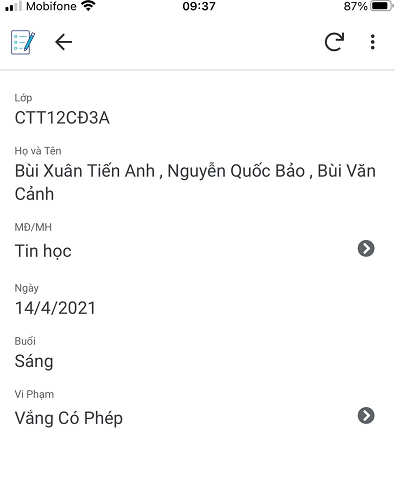 Mobifone 09:37 87%
Lớp
CTT12CĐ3A
Họ và Tên
Bùi Xuân Tiến Anh , Nguyễn Quốc Bảo , Bùi Văn
Cảnh
MĐ/MH
Tin học
Ngày
14/4/2021
Buổi
Sáng
Vi Phạm
Vắng Có Phép